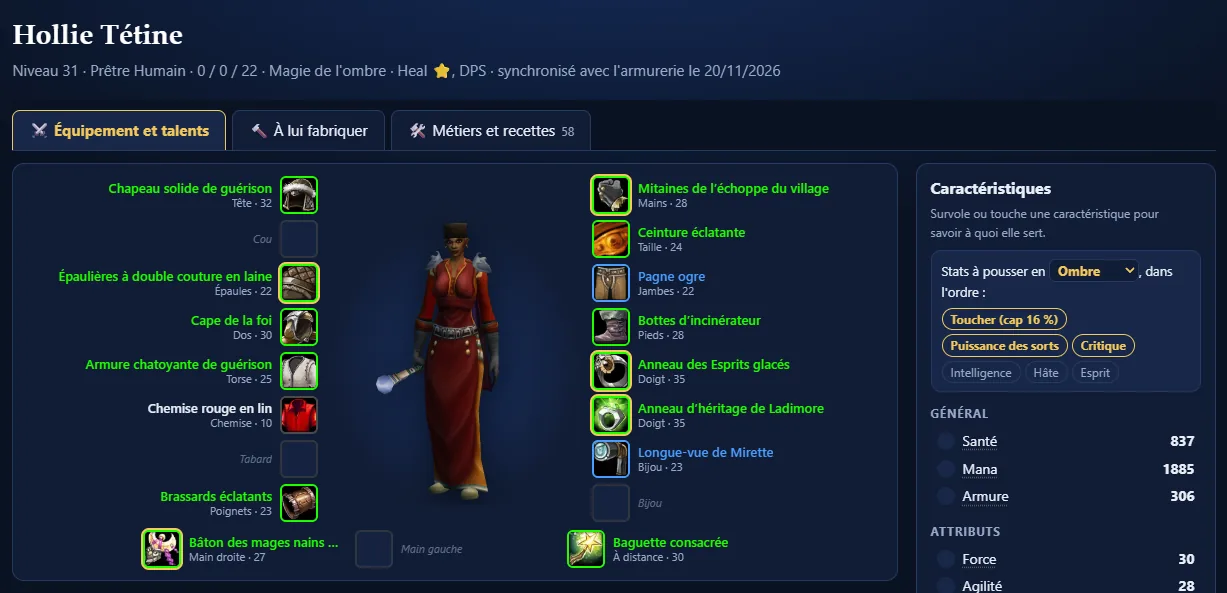 Hollie Tétine
Niveau 31 · Prêtre Humain · 0 / 0 / 22 · Magie de l'ombre · Heal ⭐, DPS · synchronisé avec l'armurerie le 20/11/2026
Équipement et talents
À lui fabriquer
Métiers et recettes 58
Chapeau solide de guérison
Tête · 32
Cou
Épaulières à double couture en laine
Épaules · 22
Cape de la foi
Dos · 30
Armure chatoyante de guérison
Torse · 25
Chemise rouge en lin
Chemise · 10
Tabard
Brassards éclatants
Poignets · 23
Mitaines de l'échoppe du village
Mains · 28
Ceinture éclatante
Taille · 24
Pagne ogre
Jambes · 22
Bottes d'incinérateur
Pieds · 28
Anneau des Esprits glacés
Doigt · 35
Anneau d'héritage de Ladimore
Doigt · 35
Longue-vue de Mirette
Bijou · 23
Bijou
Bâton des mages nains ...
Main droite · 27
Main gauche
Baguette consacrée
À distance · 30
Caractéristiques
Survole ou touche une caractéristique pour
savoir à quoi elle sert.
Stats à pousser en Ombre , dans
l'ordre :
Toucher (cap 16 %)
Puissance des sorts Critique
Intelligence Hâte Esprit
GÉNÉRAL
Santé 837
Mana 1885
Armure 306
ATTRIBUTS
Force 30
Agilité 28